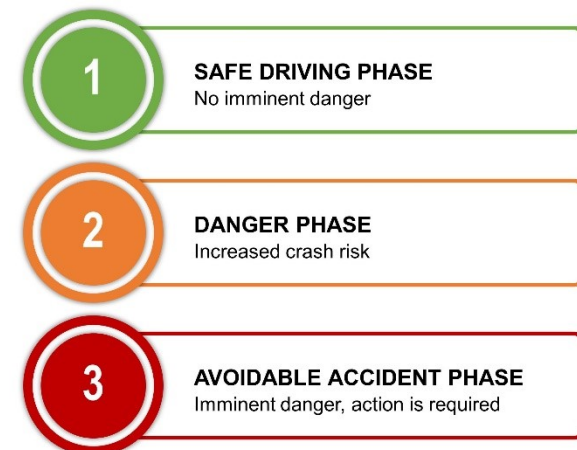 1
SAFE DRIVING PHASE
No imminent danger
2
DANGER PHASE
Increased crash risk
3
AVOIDABLE ACCIDENT PHASE
Imminent danger, action is required